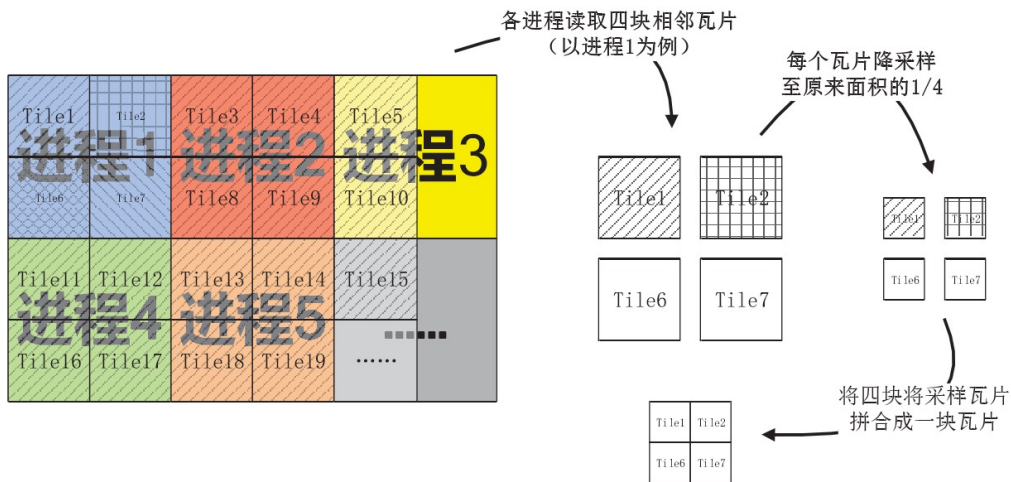 各进程读取四块相邻瓦片
（以进程1为例）
每个瓦片降采样
至原来面积的1/4
Tile1 Tile2 Tile3 Tile4 Tile5
进程1 进程2 进程3
Tile6 Tile7 Tile8 Tile9 Tile10
Tile11 Tile12 Tile13 Tile14 Tile15
进程4 进程5 ······
Tile16 Tile17 Tile18 Tile19 ······
Tile1 Tile2
Tile6 Tile7
Tile1 Tile2
Tile6 Tile7
将四块将采样瓦片
拼合成一块瓦片
Tile1 Tile2
Tile6 Tile7